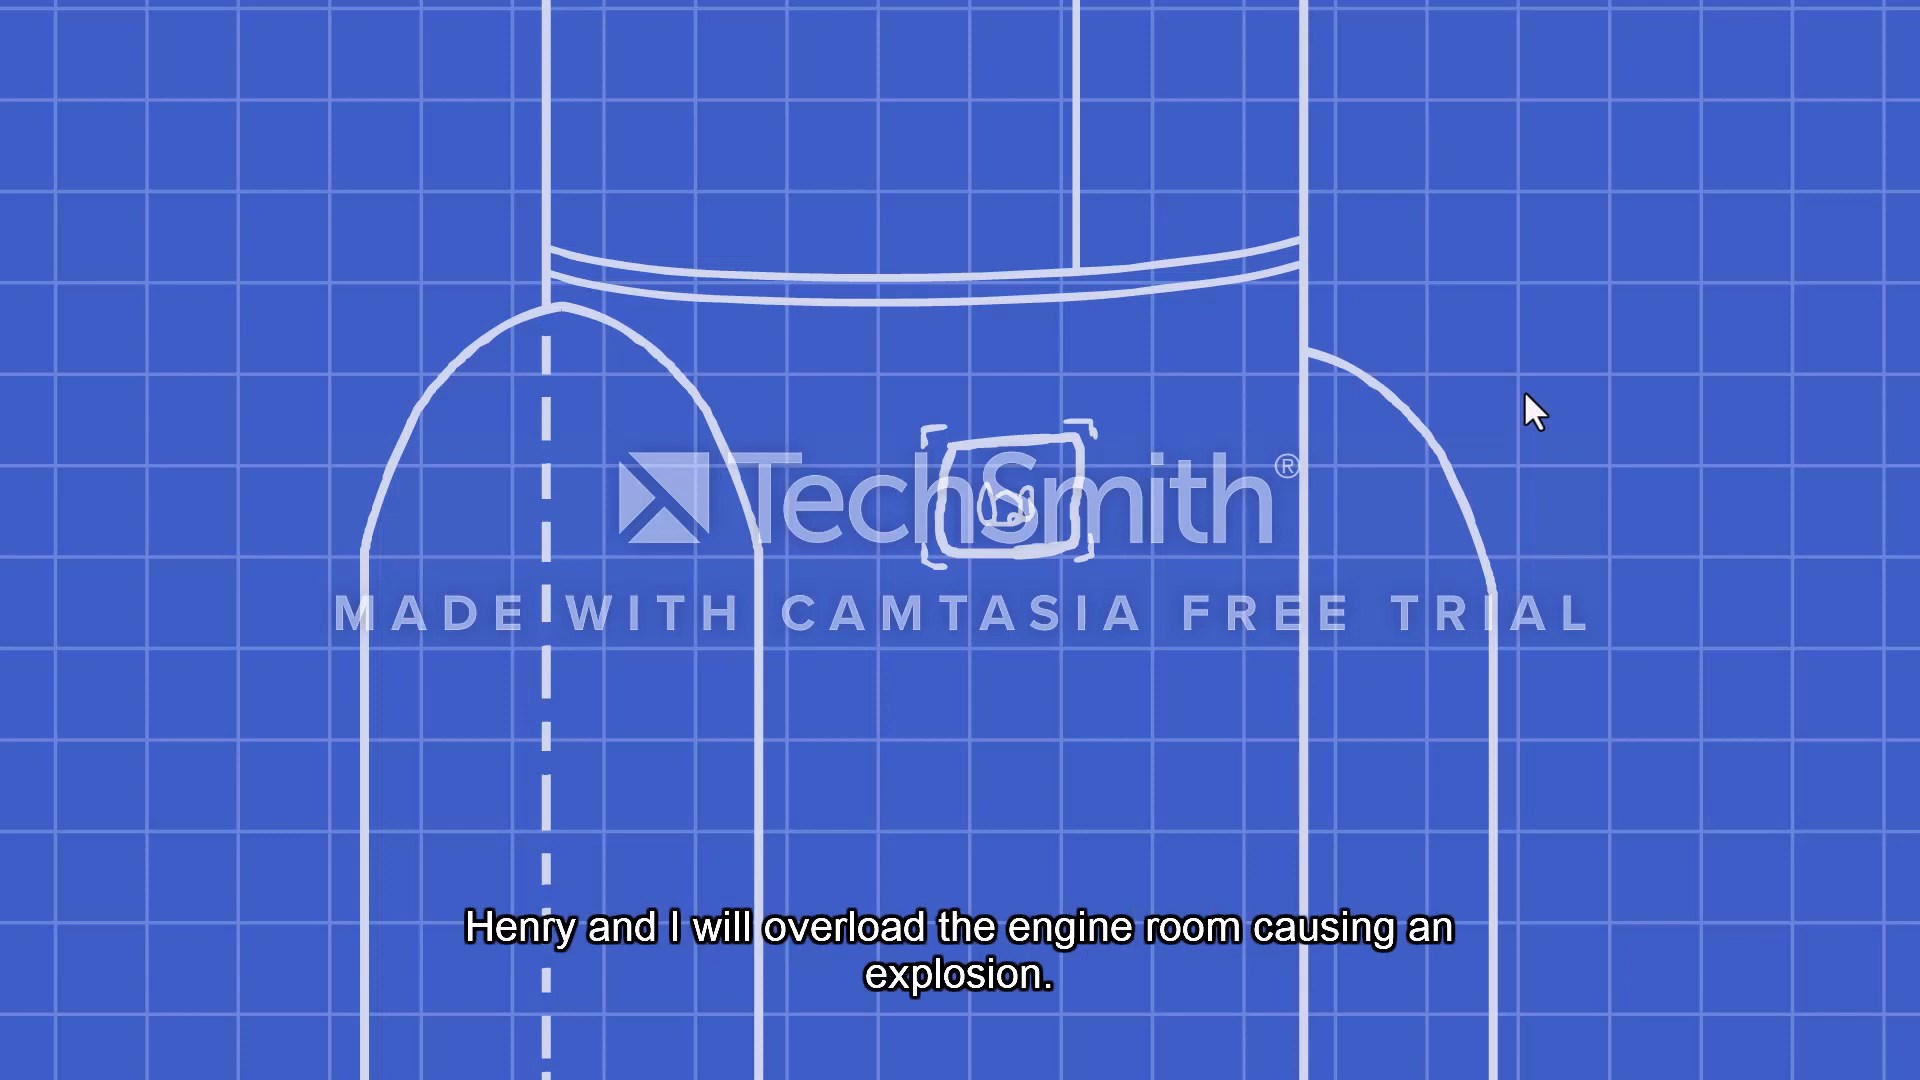 TechSmith®
MADE WITH CAMTASIA FREE TRIAL
Henry and I will overload the engine room causing an
explosion.